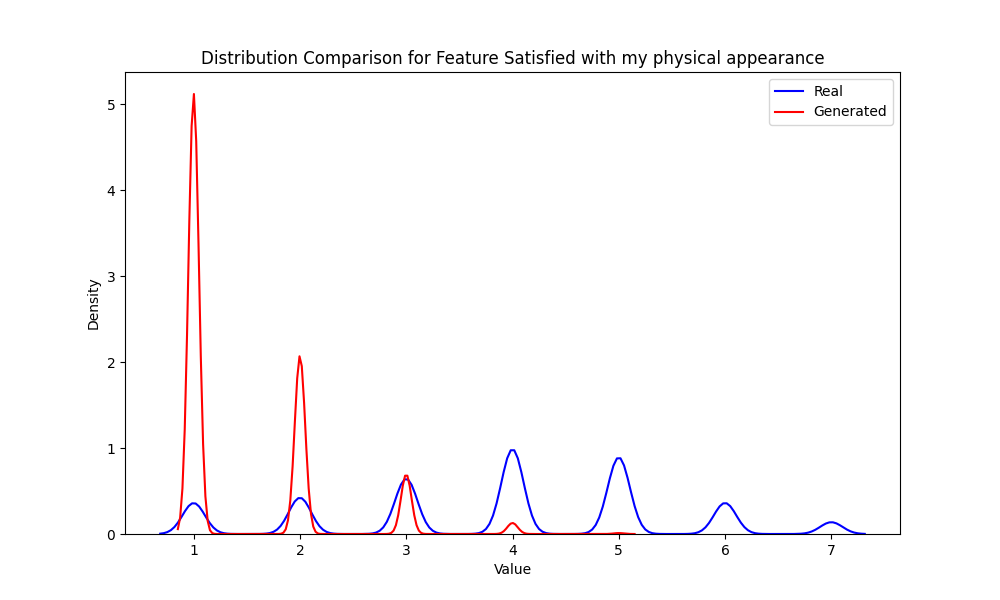 Distribution Comparison for Feature Satisfied with my physical appearance
Real
Generated
5
4
3
2
1
0
Density
1 2 3 4 5 6 7
Value